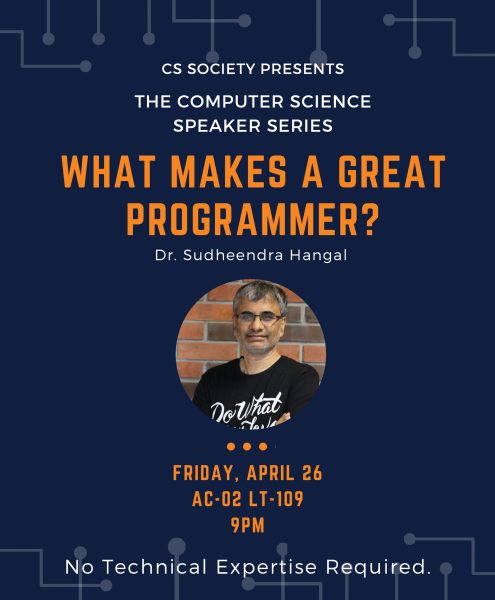 CS SOCIETY PRESENTS
THE COMPUTER SCIENCE
SPEAKER SERIES
WHAT MAKES A GREAT
PROGRAMMER?
Dr. Sudheendra Hangal
Do What
FRIDAY, APRIL 26
AC-02 LT-109
9PM
No Technical Expertise Required.